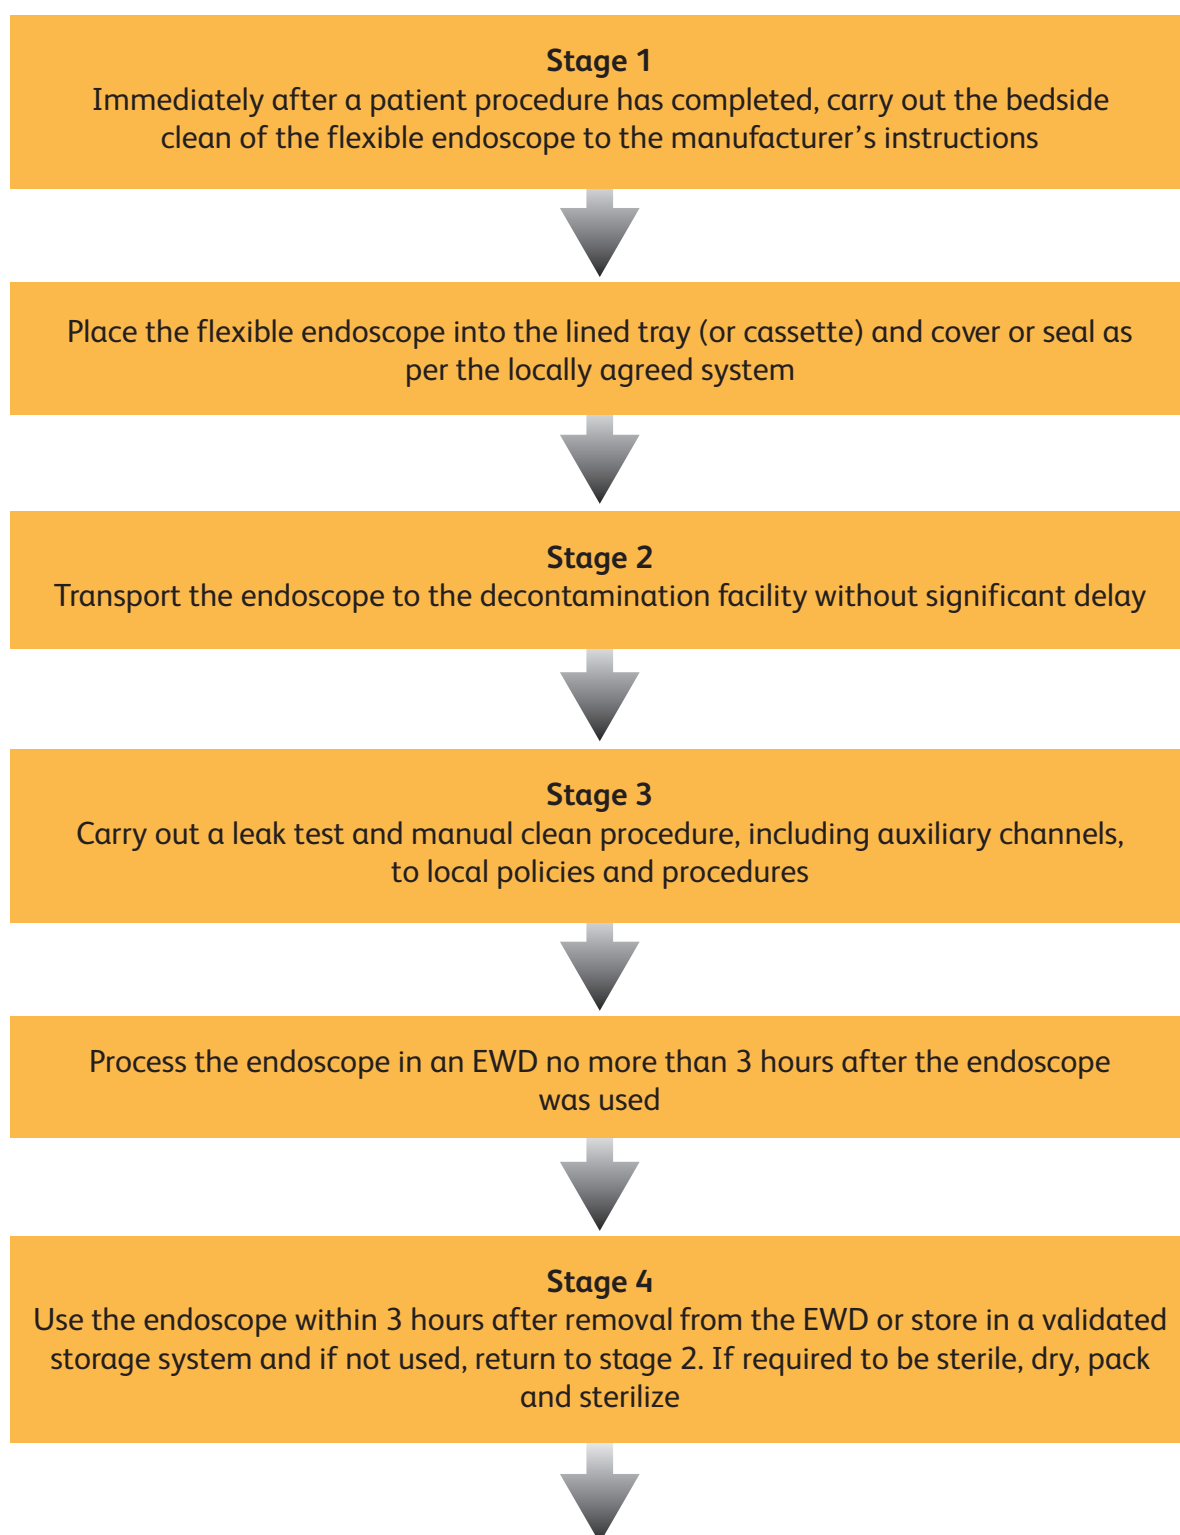 Stage 1
Immediately after a patient procedure has completed, carry out the bedside
clean of the flexible endoscope to the manufacturer’s instructions
Place the flexible endoscope into the lined tray (or cassette) and cover or seal as
per the locally agreed system
Stage 2
Transport the endoscope to the decontamination facility without significant delay
Stage 3
Carry out a leak test and manual clean procedure, including auxiliary channels,
to local policies and procedures
Process the endoscope in an EWD no more than 3 hours after the endoscope
was used
Stage 4
Use the endoscope within 3 hours after removal from the EWD or store in a validated
storage system and if not used, return to stage 2. If required to be sterile, dry, pack
and sterilize